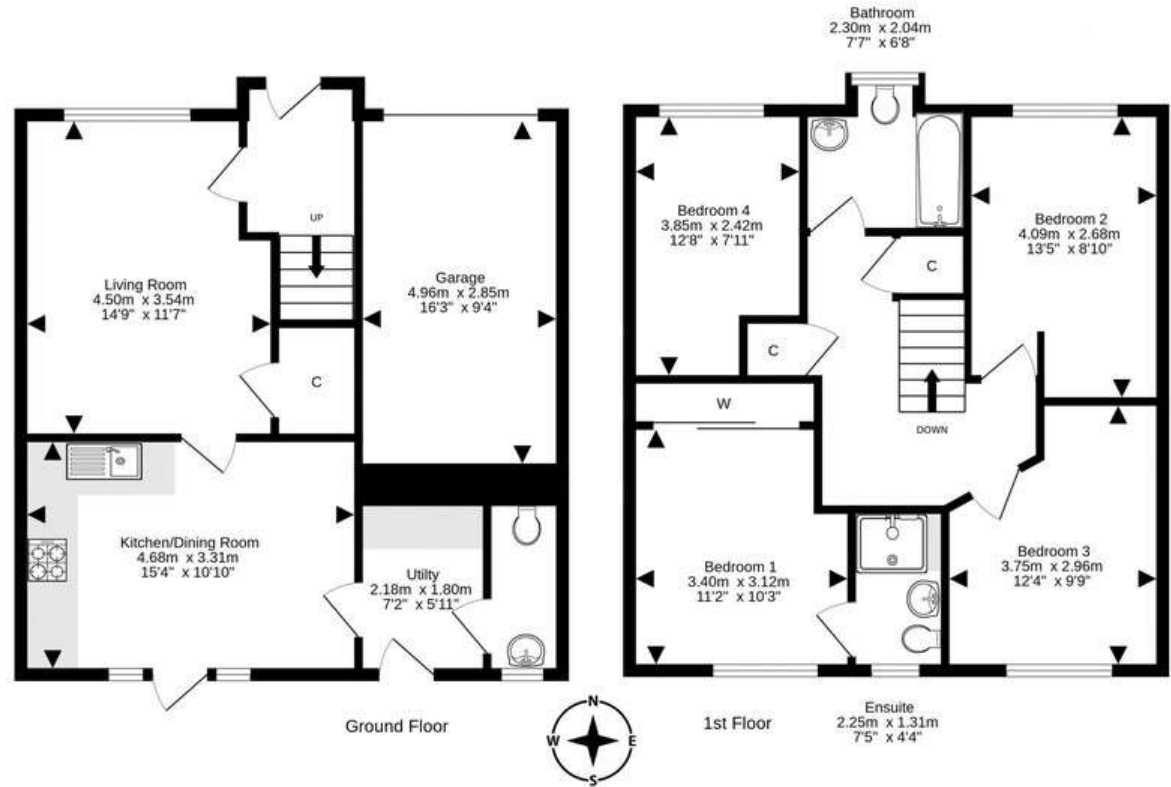 Bathroom
2.30m x 2.04m
7'7" x 6'8"
UP
Living Room
4.50m x 3.54m
14'9" x 11'7"
Garage
4.96m x 2.85m
16'3" x 9'4"
C
Kitchen/Dining Room
4.68m x 3.31m
15'4" x 10'10"
Utilty
2.18m x 1.80m
7'2" x 5'11"
Ground Floor
Bedroom 4
3.85m x 2.42m
12'8" x 7'11"
Bedroom 2
4.09m x 2.68m
13'5" x 8'10"
C
C
W
DOWN
Bedroom 1
3.40m x 3.12m
11'2" x 10'3"
Bedroom 3
3.75m x 2.96m
12'4" x 9'9"
1st Floor
Ensuite
2.25m x 1.31m
7'5" x 4'4"
N
W
E
S